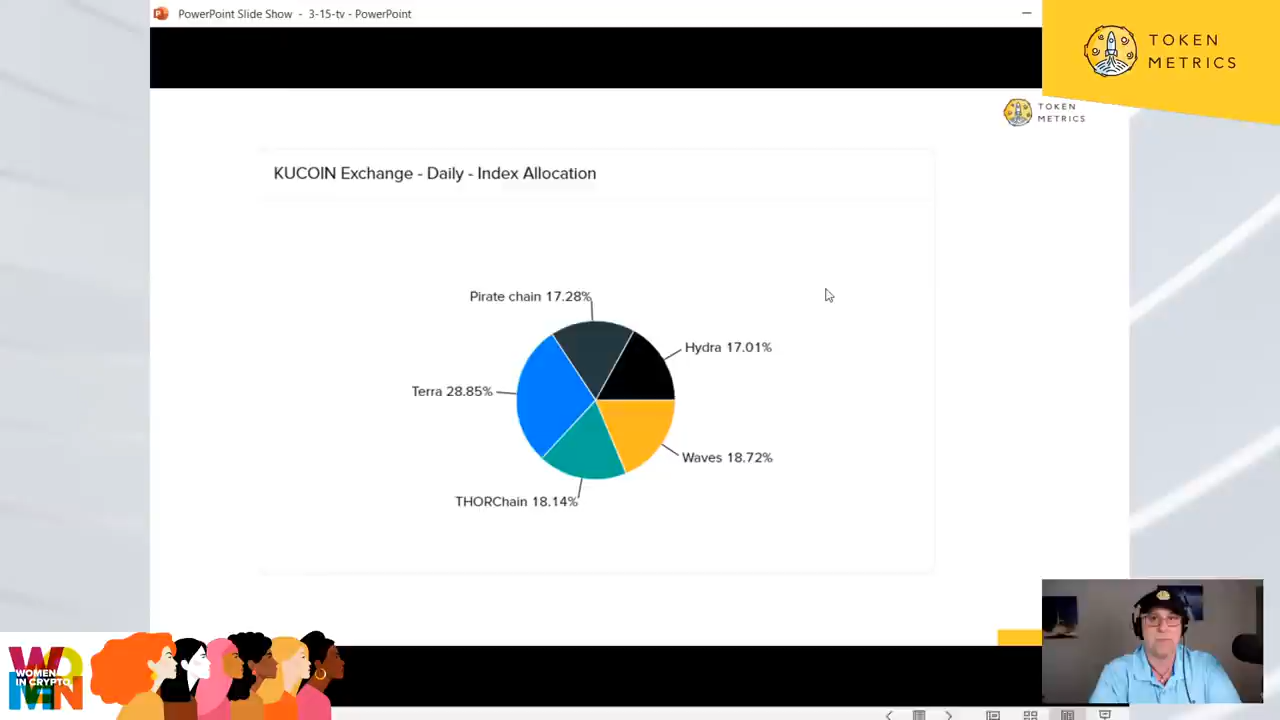 PowerPoint Slide Show - 3-15-tv - PowerPoint
TOKEN
METRICS
TOKEN
METRICS
KUCOIN Exchange - Daily - Index Allocation
Pirate chain 17.28%
Hydra 17.01%
Terra 28.85%
Waves 18.72%
THORChain 18.14%
WOMEN
WOMEN
IN CRYPTO